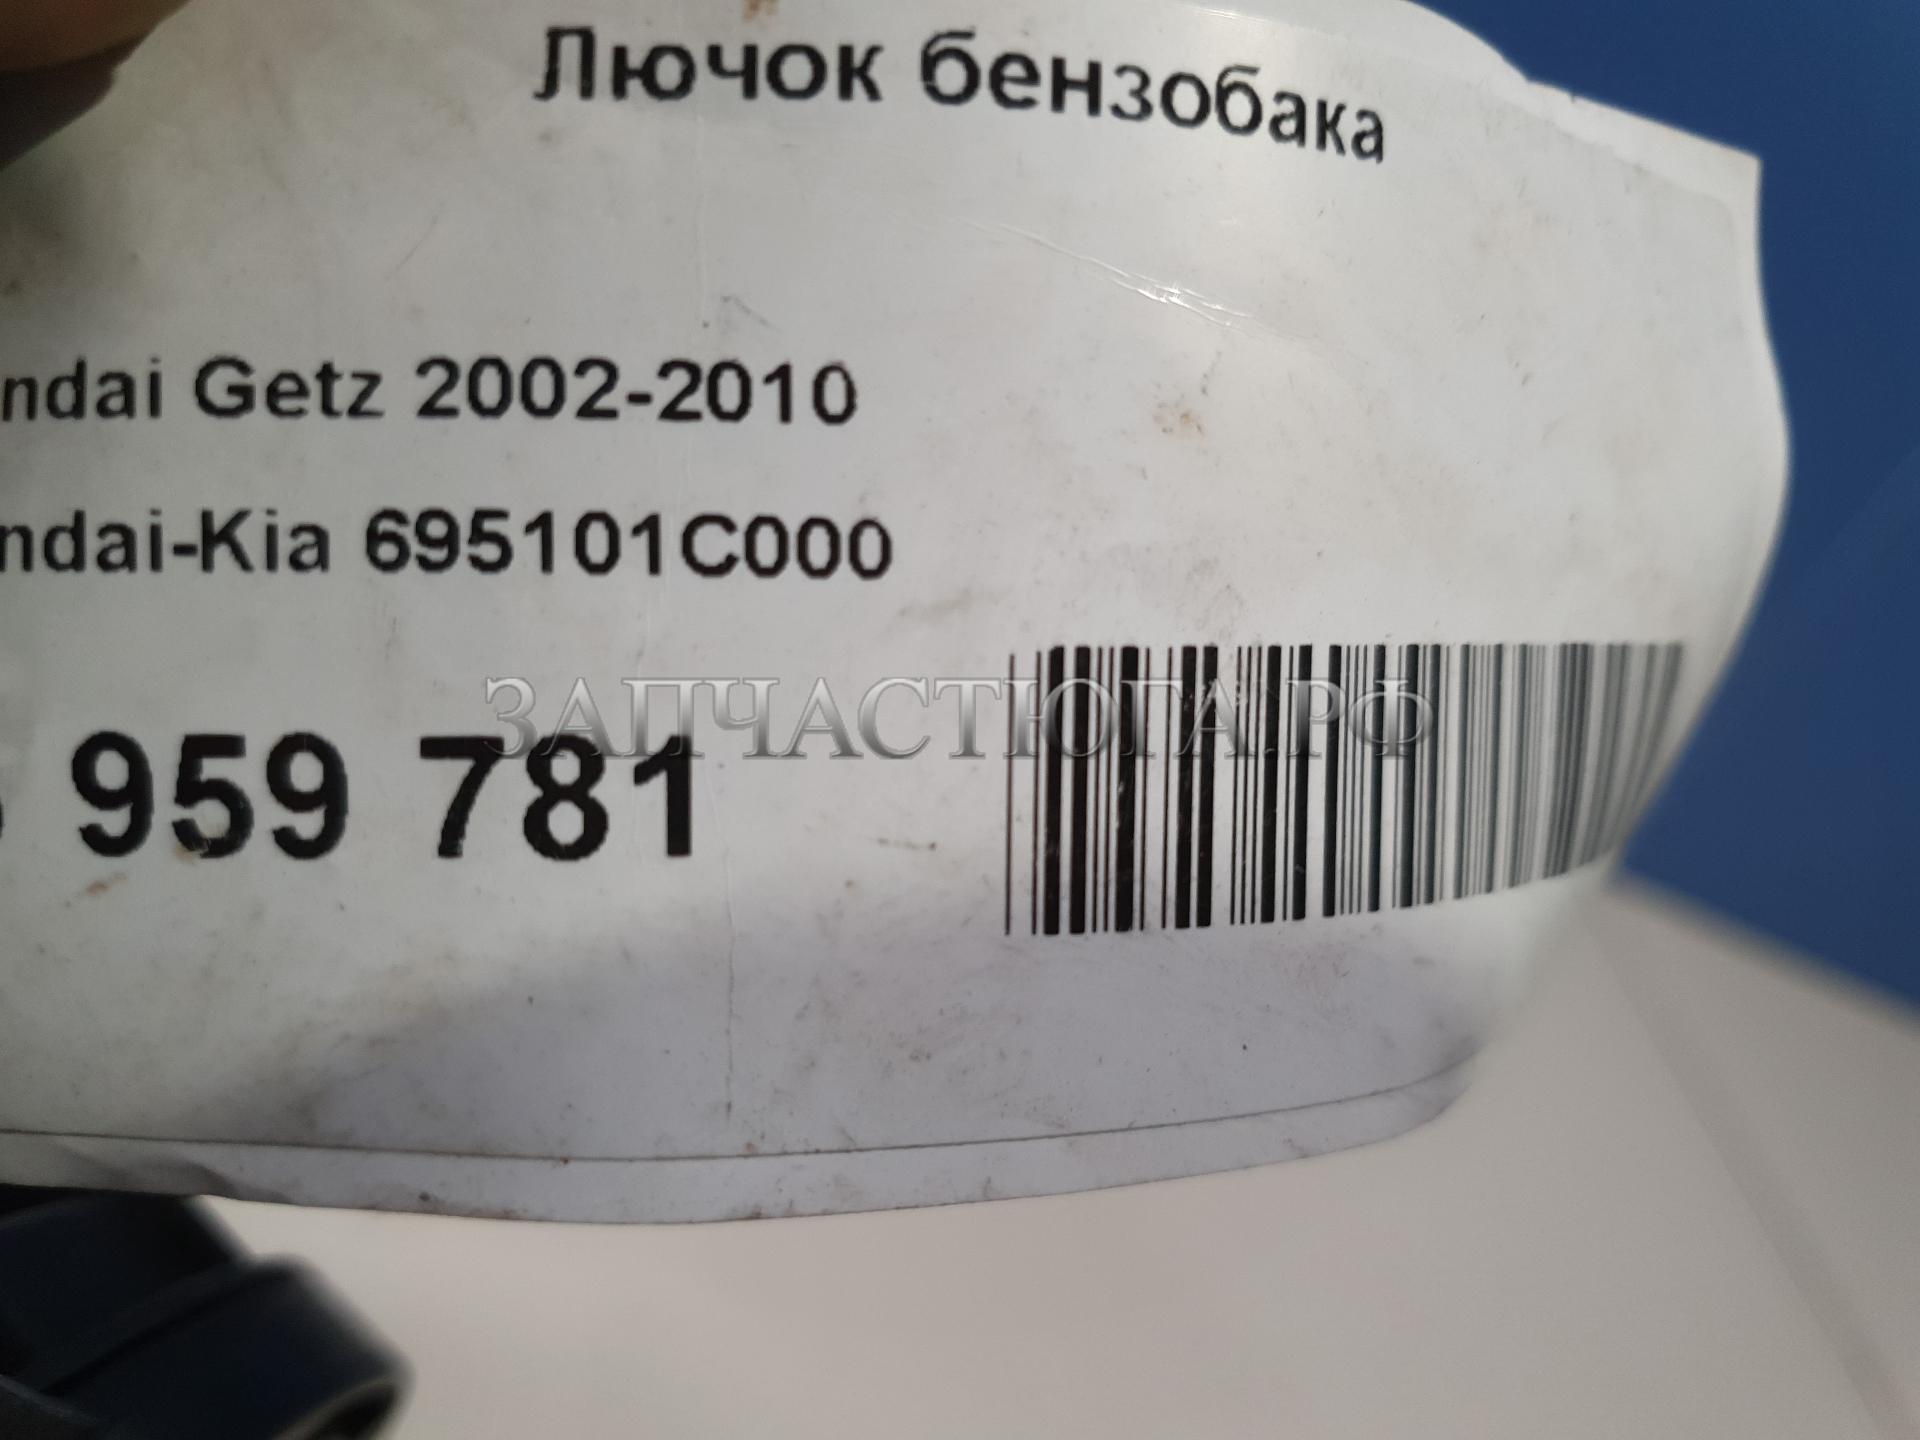 Лючок бензобака
ndai Getz 2002-2010
ndai-Kia 695101C000
ЗАПЧАСТЮГА.РФ
959 781